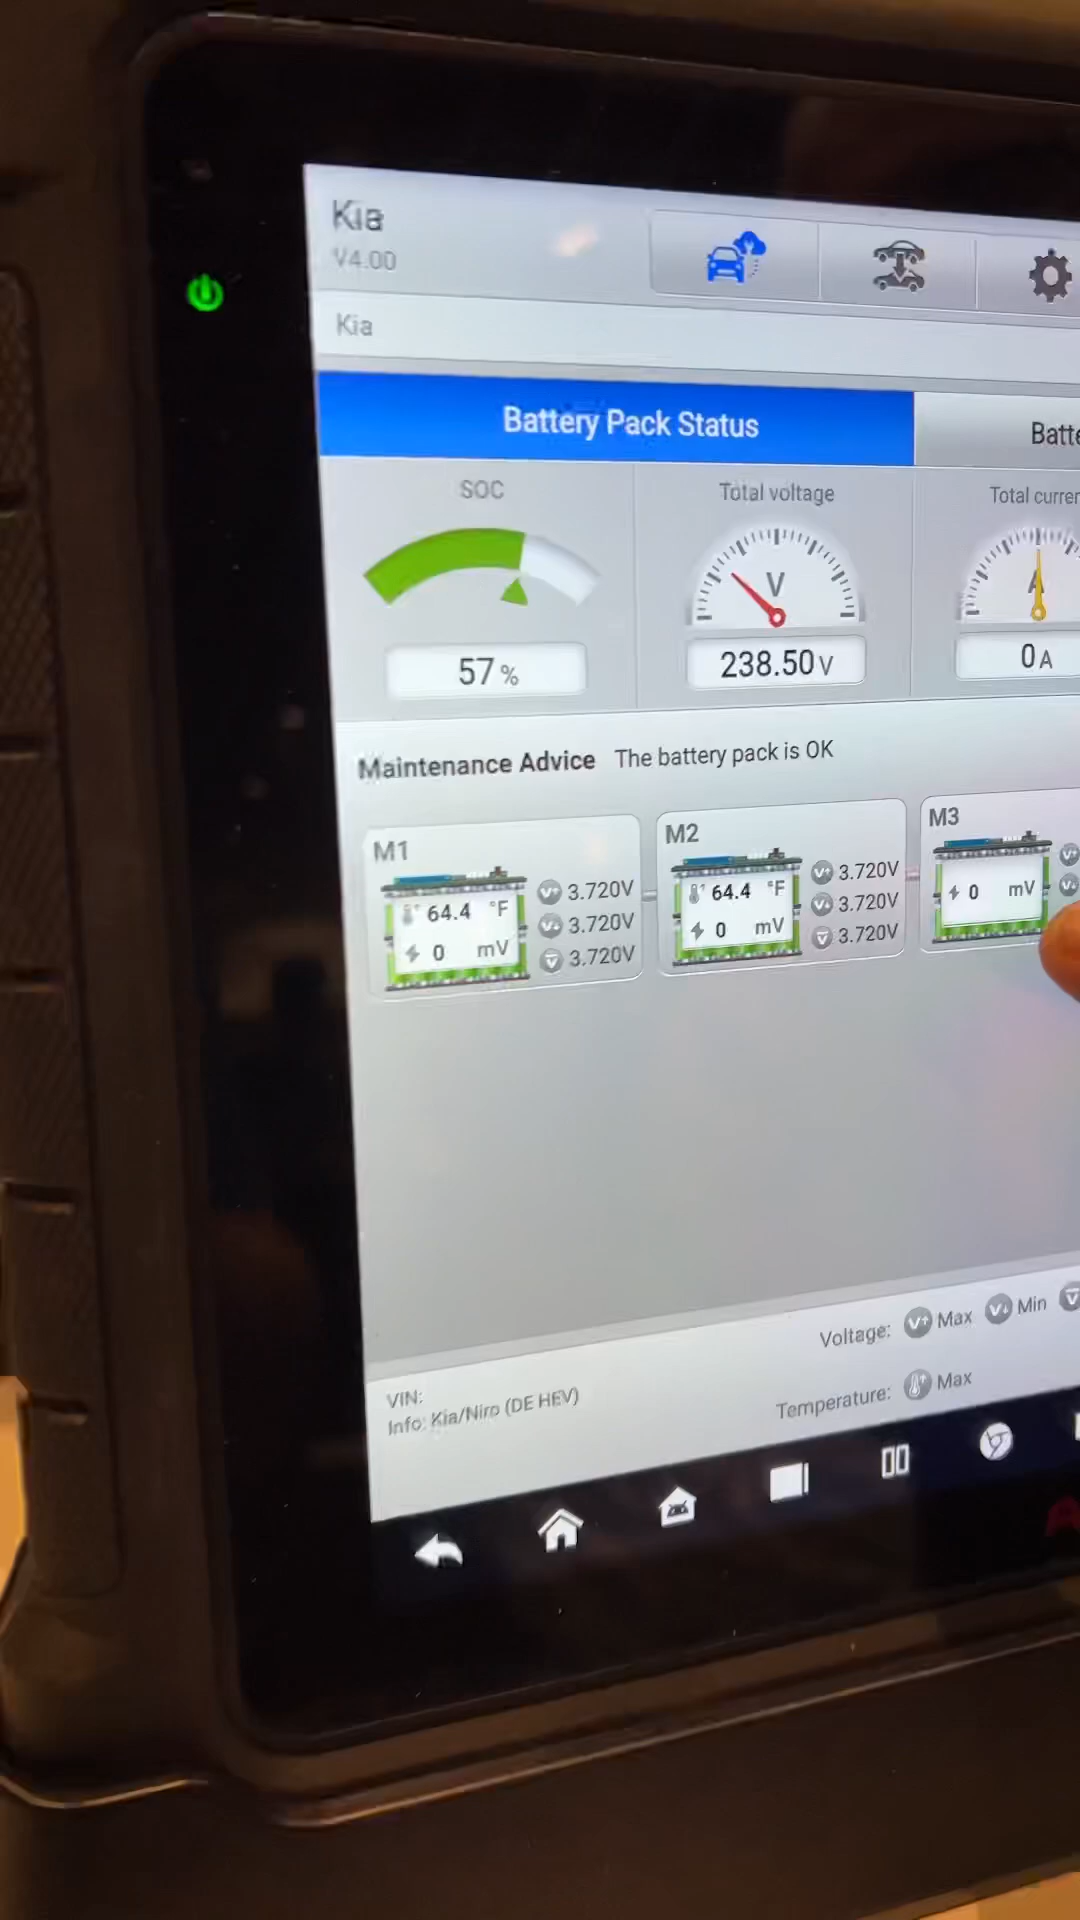 Kia
V4.00
Kia
Battery Pack Status
Batte
SOC
Total voltage
Total curren
V
A
57 %
238.50 V
0 A
Maintenance Advice The battery pack is OK
M1
64.4 °F
0 mV
3.720V
3.720V
3.720V
M2
64.4 °F
0 mV
3.720V
3.720V
3.720V
M3
0 mV
Voltage: Max Min
VIN:
Info: Kia/Niro (DE HEV)
Temperature: Max